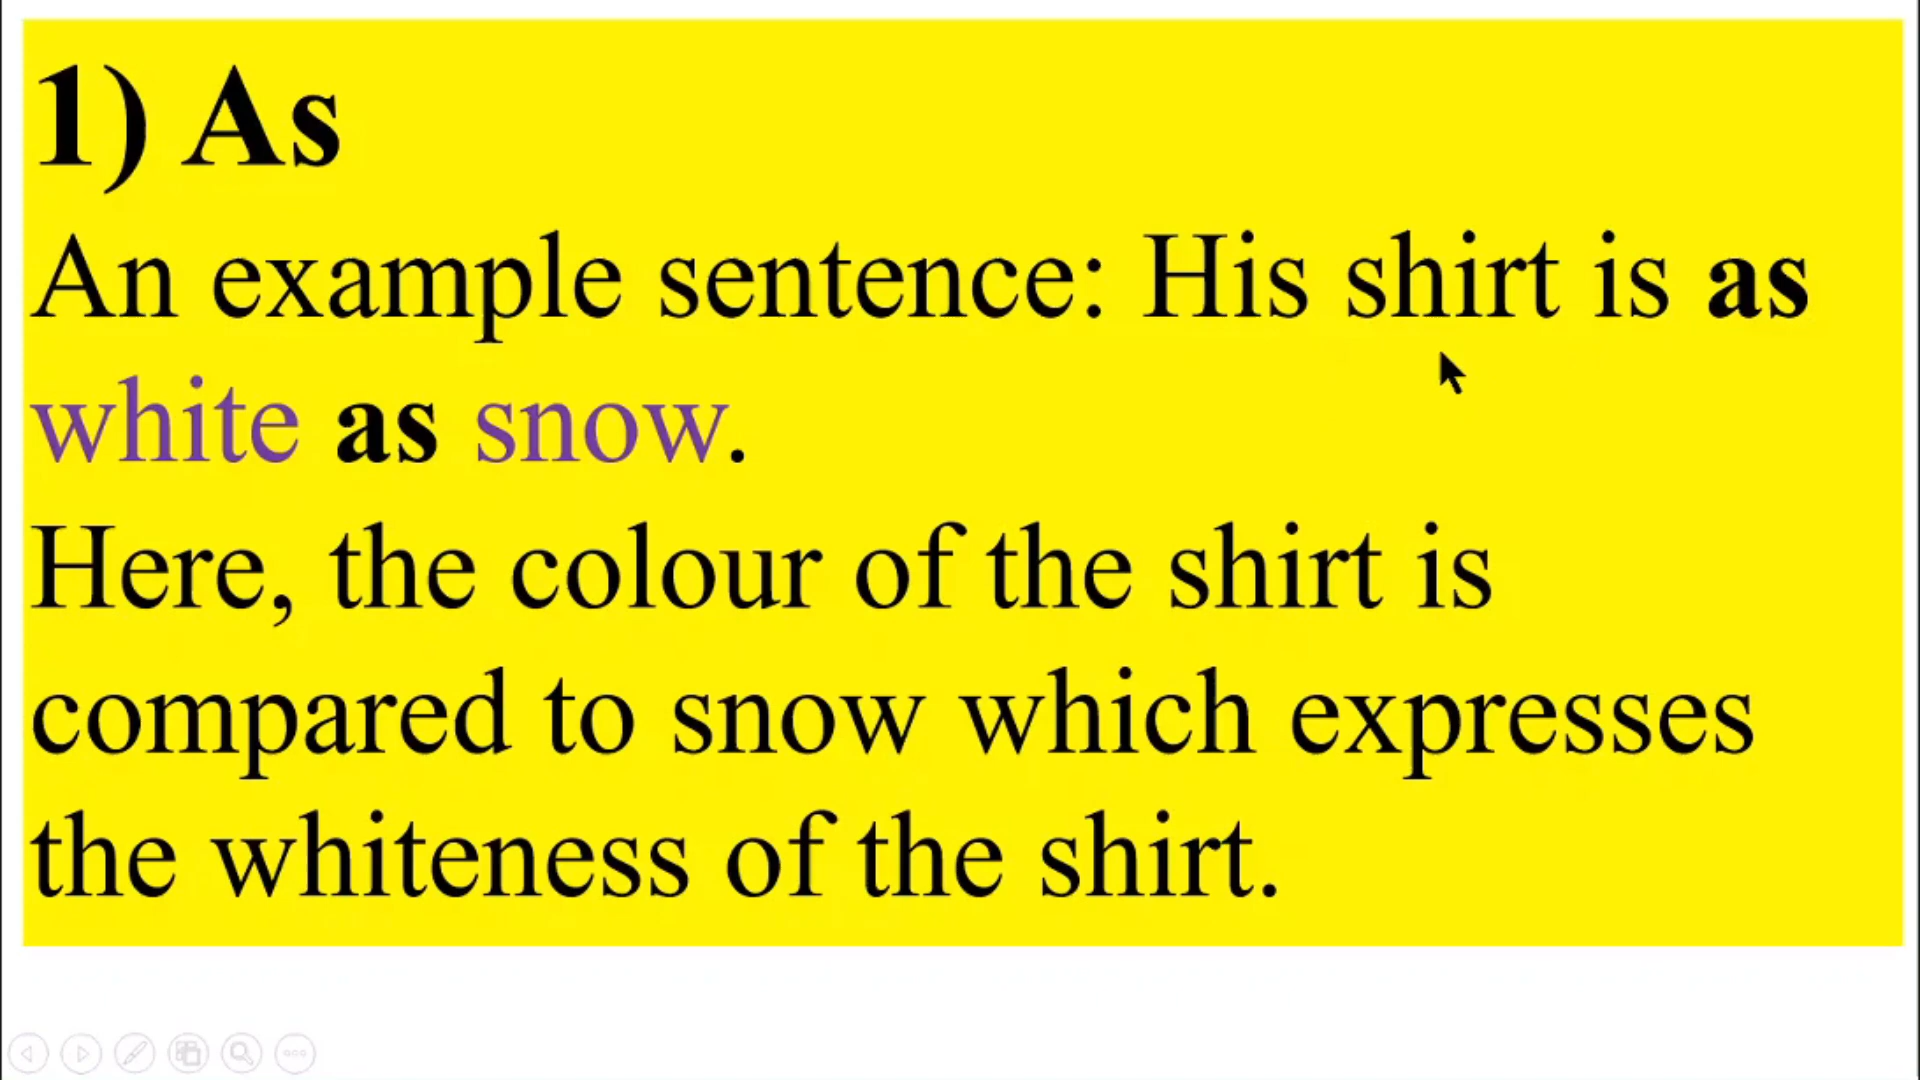 1) As
An example sentence: His shirt is as
white as snow.
Here, the colour of the shirt is
compared to snow which expresses
the whiteness of the shirt.